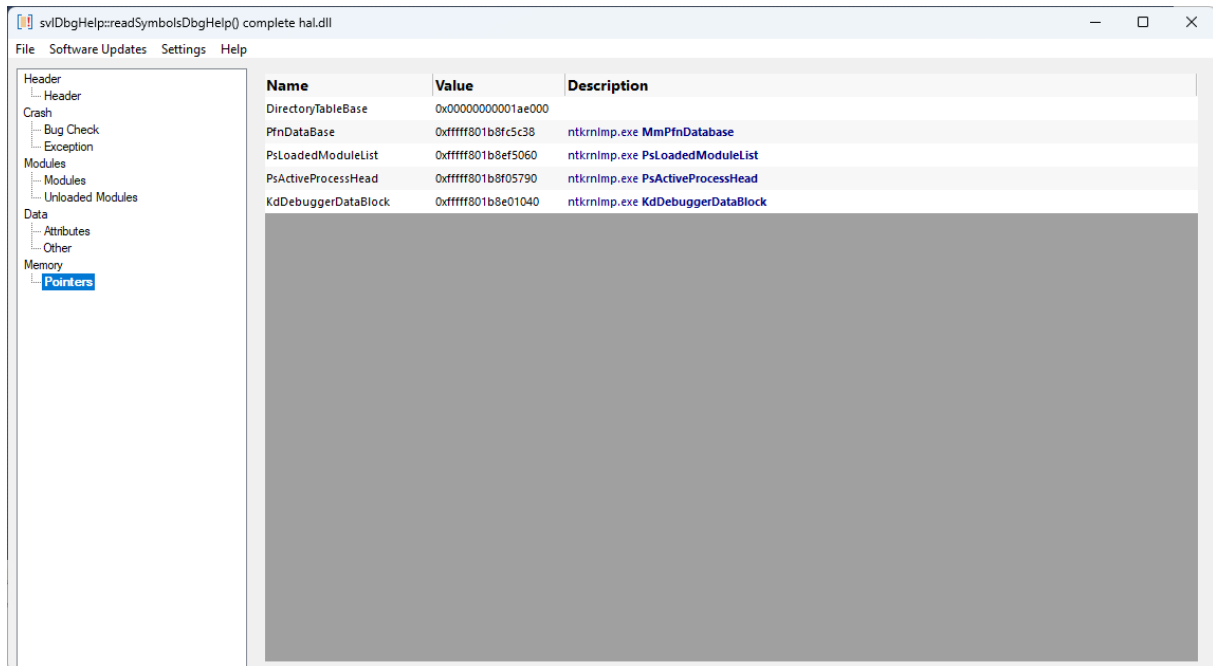 svlDbgHelp::readSymbolsDbgHelp() complete hal.dll
File Software Updates Settings Help
Header
Header
Crash
Bug Check
Exception
Modules
Modules
Unloaded Modules
Data
Attributes
Other
Memory
Pointers
Name Value Description
DirectoryTableBase 0x00000000001ae000
PfnDataBase 0xfffff801b8fc5c38 ntkrnlmp.exe MmPfnDatabase
PsLoadedModuleList 0xfffff801b8ef5060 ntkrnlmp.exe PsLoadedModuleList
PsActiveProcessHead 0xfffff801b8f05790 ntkrnlmp.exe PsActiveProcessHead
KdDebuggerDataBlock 0xfffff801b8e01040 ntkrnlmp.exe KdDebuggerDataBlock